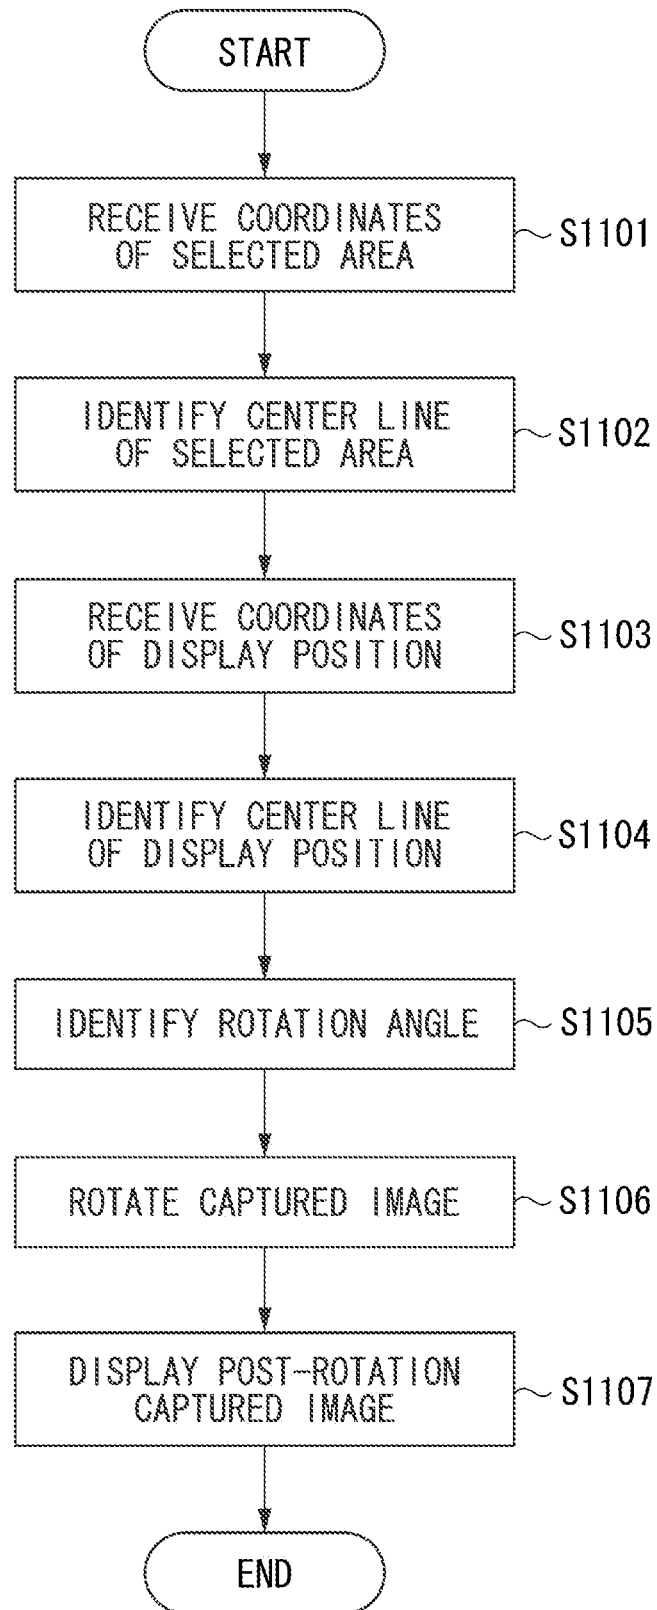 START
RECEIVE COORDINATES
OF SELECTED AREA
S1101
IDENTIFY CENTER LINE
OF SELECTED AREA
S1102
RECEIVE COORDINATES
OF DISPLAY POSITION
S1103
IDENTIFY CENTER LINE
OF DISPLAY POSITION
S1104
IDENTIFY ROTATION ANGLE
S1105
ROTATE CAPTURED IMAGE
S1106
DISPLAY POST-ROTATION
CAPTURED IMAGE
S1107
END